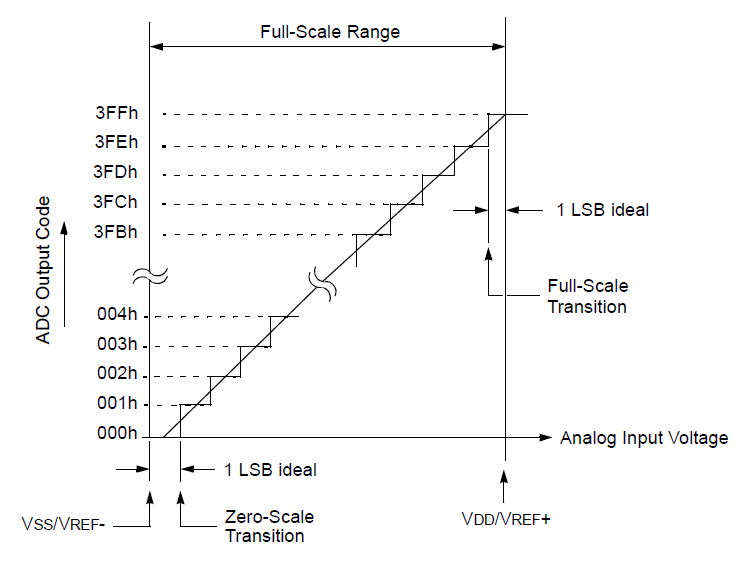 Full-Scale Range
3FFh
3FEh
3FDh
3FCh
3FBh
ADC Output Code
1 LSB ideal
Full-Scale
Transition
004h
003h
002h
001h
000h
Analog Input Voltage
1 LSB ideal
VSS/VREF-
Zero-Scale
Transition
VDD/VREF+